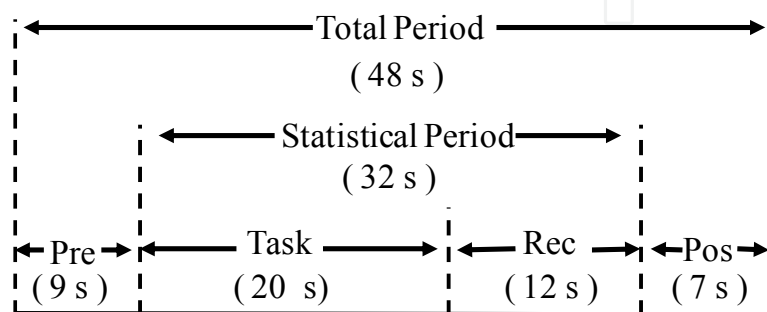 Total Period
( 48 s )
Statistical Period
( 32 s )
Pre Task Rec Pos
( 9 s ) (20 s) (12 s) ( 7 s )